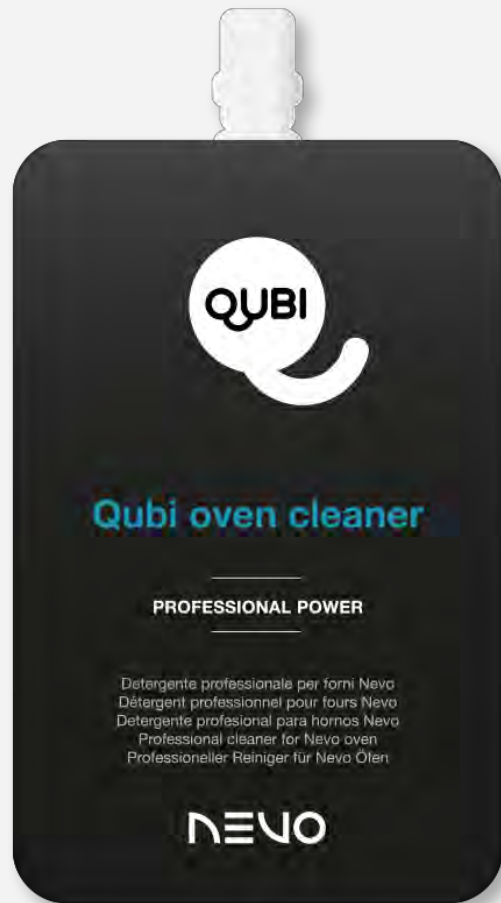 QUBI
Qubi oven cleaner
PROFESSIONAL POWER
Detergente professionale per forni Nevo
Détergent professionnel pour fours Nevo
Detergente profesional para hornos Nevo
Professional cleaner for Nevo oven
Professioneller Reiniger für Nevo Öfen
NEVO